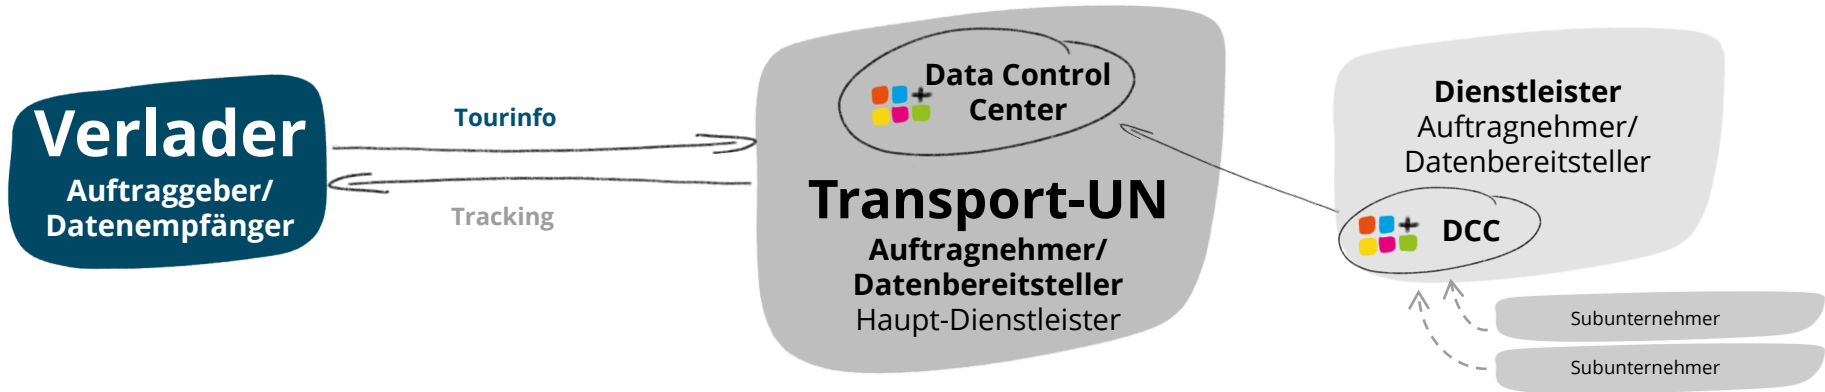 Verlader
Auftraggeber/
Datenempfänger
Tourinfo
Tracking
Data Control
Center
Transport-UN
Auftragnehmer/
Datenbereitsteller
Haupt-Dienstleister
Dienstleister
Auftragnehmer/
Datenbereitsteller
DCC
Subunternehmer
Subunternehmer